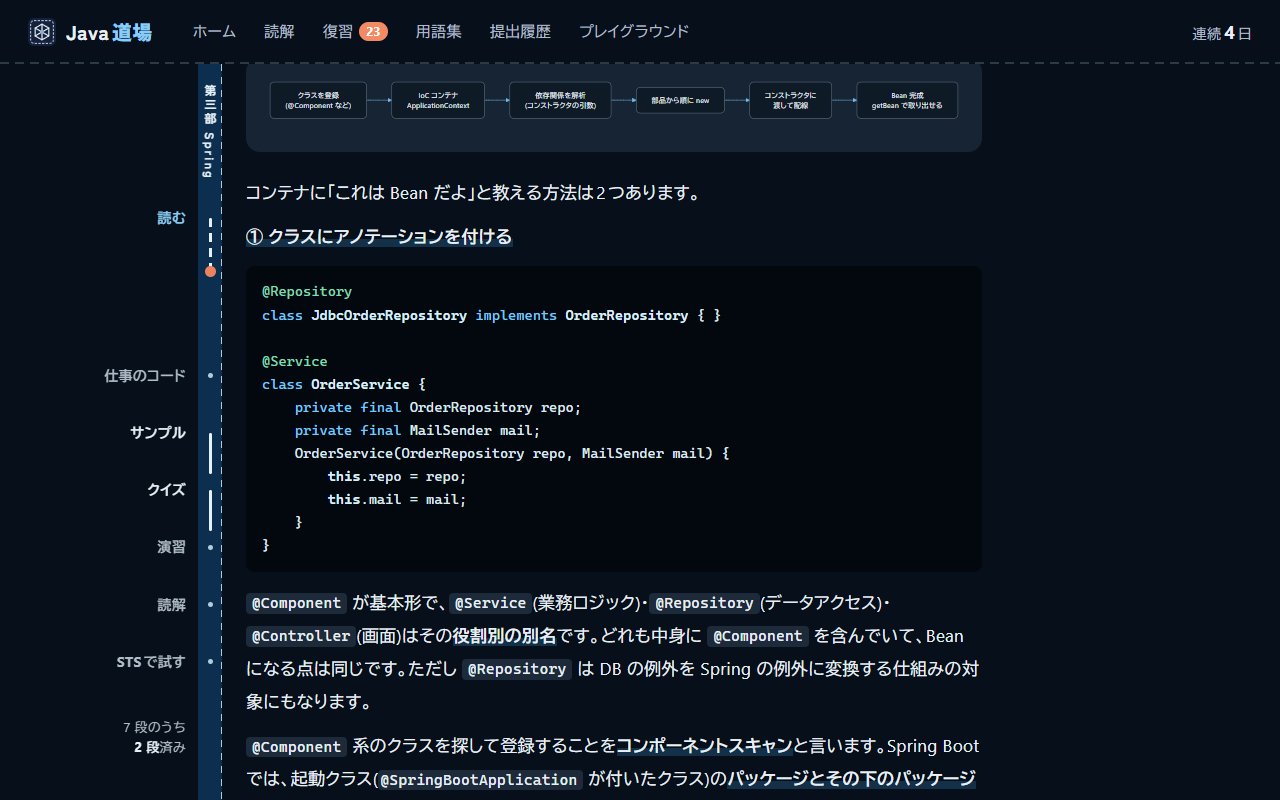 Java道場 ホーム 読解 復習 23 用語集 提出履歴 プレイグラウンド 連続4日
第三部 Spring
クラスを登録
(@Component など)
IoC コンテナ
ApplicationContext
依存関係を解析
(コンストラクタの引数)
部品から順に new
コンストラクタに
渡して配線
Bean 完成
getBean で取り出せる
読む
仕事のコード
サンプル
クイズ
演習
読解
STSで試す
7 段のうち
2 段済み
コンテナに「これは Bean だよ」と教える方法は2つあります。
① クラスにアノテーションを付ける
@Repository
class JdbcOrderRepository implements OrderRepository { }
@Service
class OrderService {
    private final OrderRepository repo;
    private final MailSender mail;
    OrderService(OrderRepository repo, MailSender mail) {
        this.repo = repo;
        this.mail = mail;
    }
}
@Component が基本形で、@Service(業務ロジック)・@Repository(データアクセス)・
@Controller(画面)はその役割別の別名です。どれも中身に @Component を含んでいて、Bean
になる点は同じです。ただし @Repository は DB の例外を Spring の例外に変換する仕組みの対
象にもなります。
@Component 系のクラスを探して登録することをコンポーネントスキャンと言います。Spring Boot
では、起動クラス(@SpringBootApplication が付いたクラス)のパッケージとその下のパッケージ